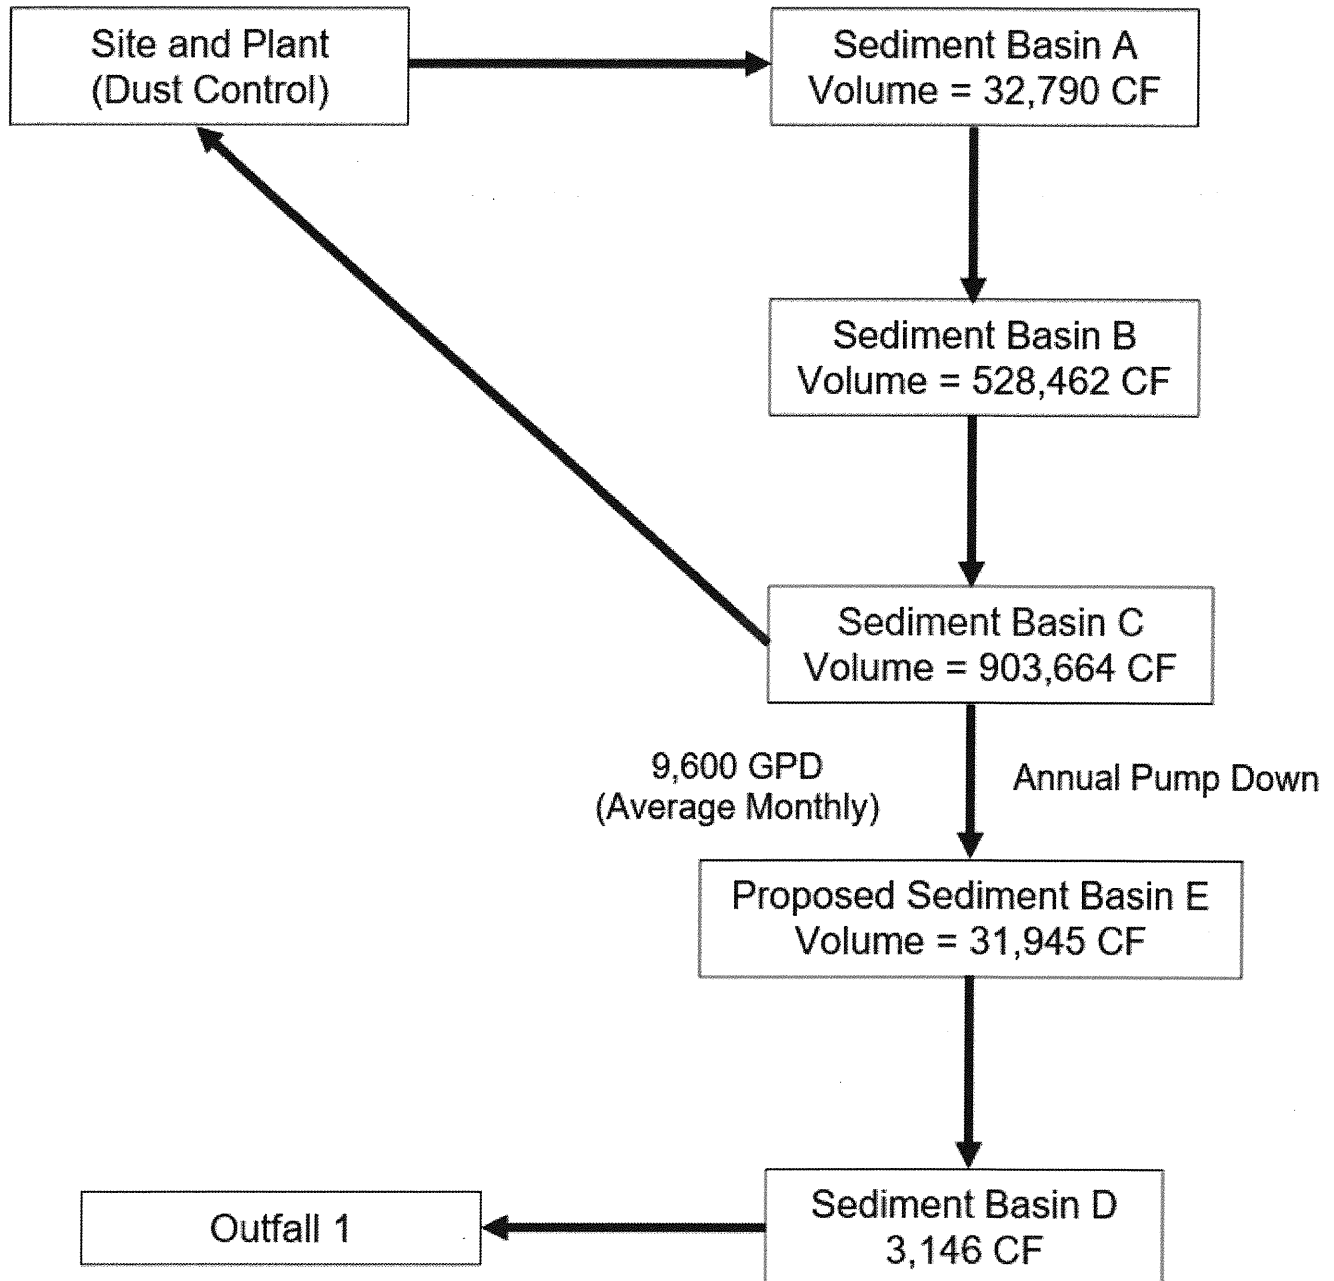 Site and Plant
(Dust Control)
Sediment Basin A
Volume = 32,790 CF
Sediment Basin B
Volume = 528,462 CF
Sediment Basin C
Volume = 903,664 CF
9,600 GPD
(Average Monthly)
Annual Pump Down
Proposed Sediment Basin E
Volume = 31,945 CF
Sediment Basin D
3,146 CF
Outfall 1